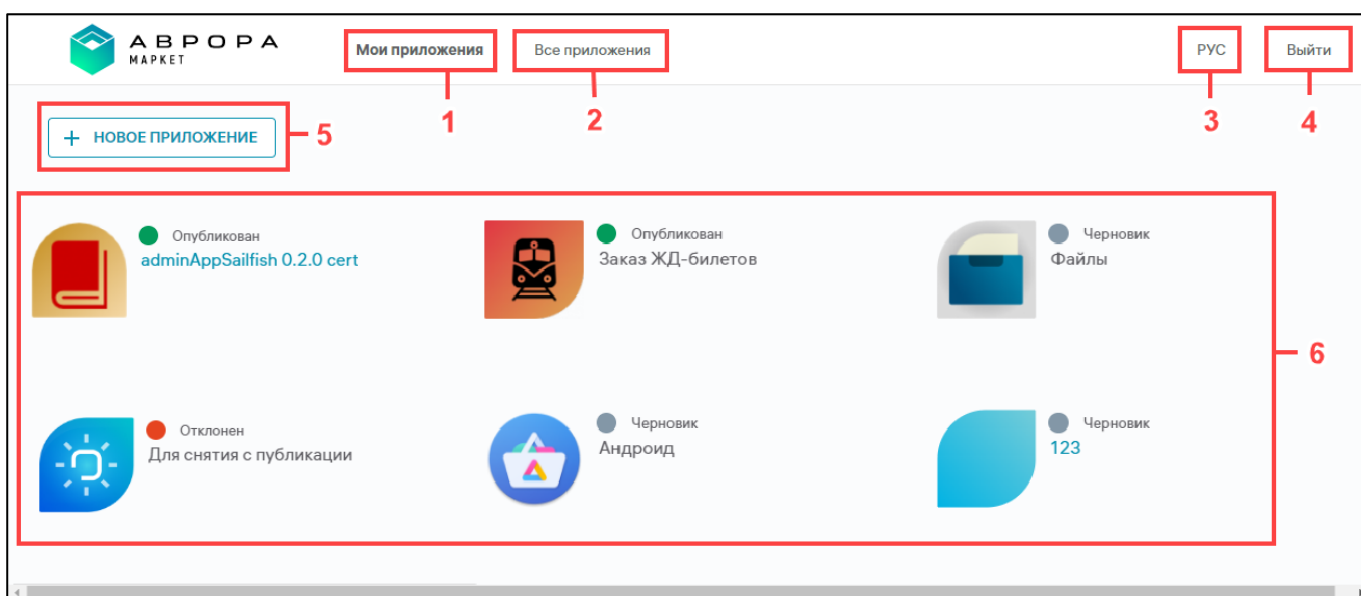 АВРОРА
МАРКЕТ
Мои приложения
Все приложения
РУС
Выйти
1
2
3
4
+ НОВОЕ ПРИЛОЖЕНИЕ
5
Опубликован
adminAppSailfish 0.2.0 cert
Опубликован
Заказ ЖД-билетов
Черновик
Файлы
6
Отклонен
Для снятия с публикации
Черновик
Андроид
Черновик
123